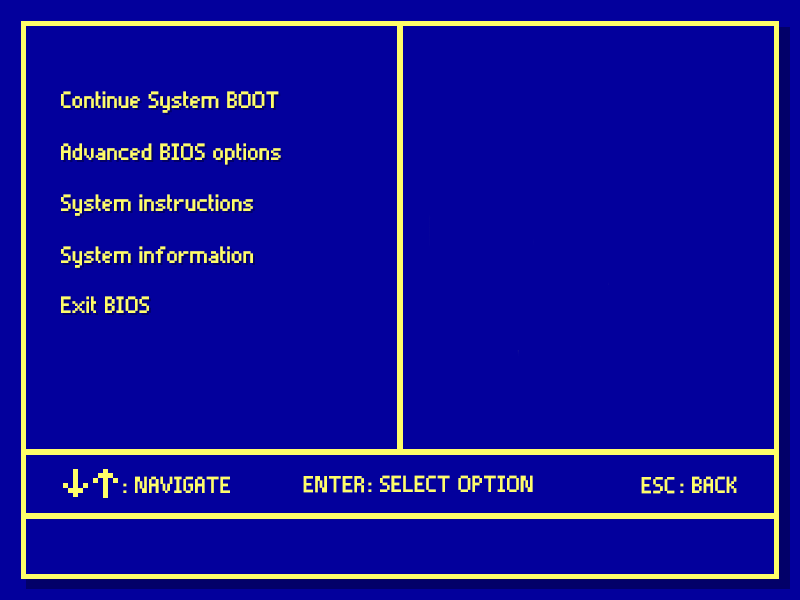 Continue System BOOT
Advanced BIOS options
System instructions
System information
Exit BIOS
↓↑: NAVIGATE ENTER: SELECT OPTION ESC: BACK